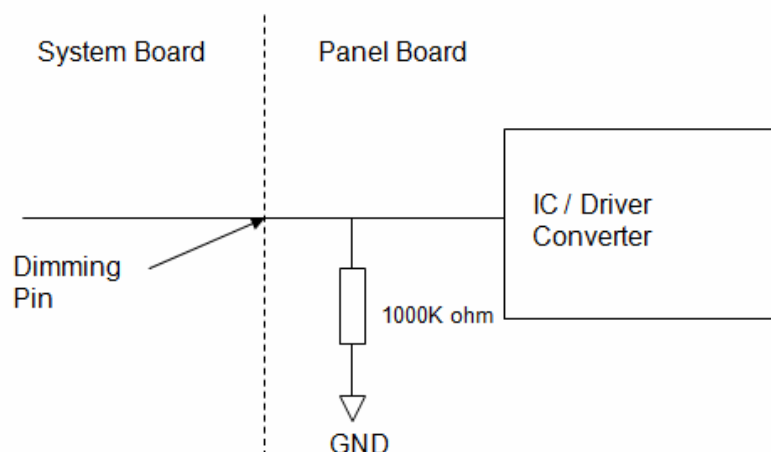 System Board
Panel Board
IC / Driver
Converter
Dimming
Pin
1000K ohm
GND